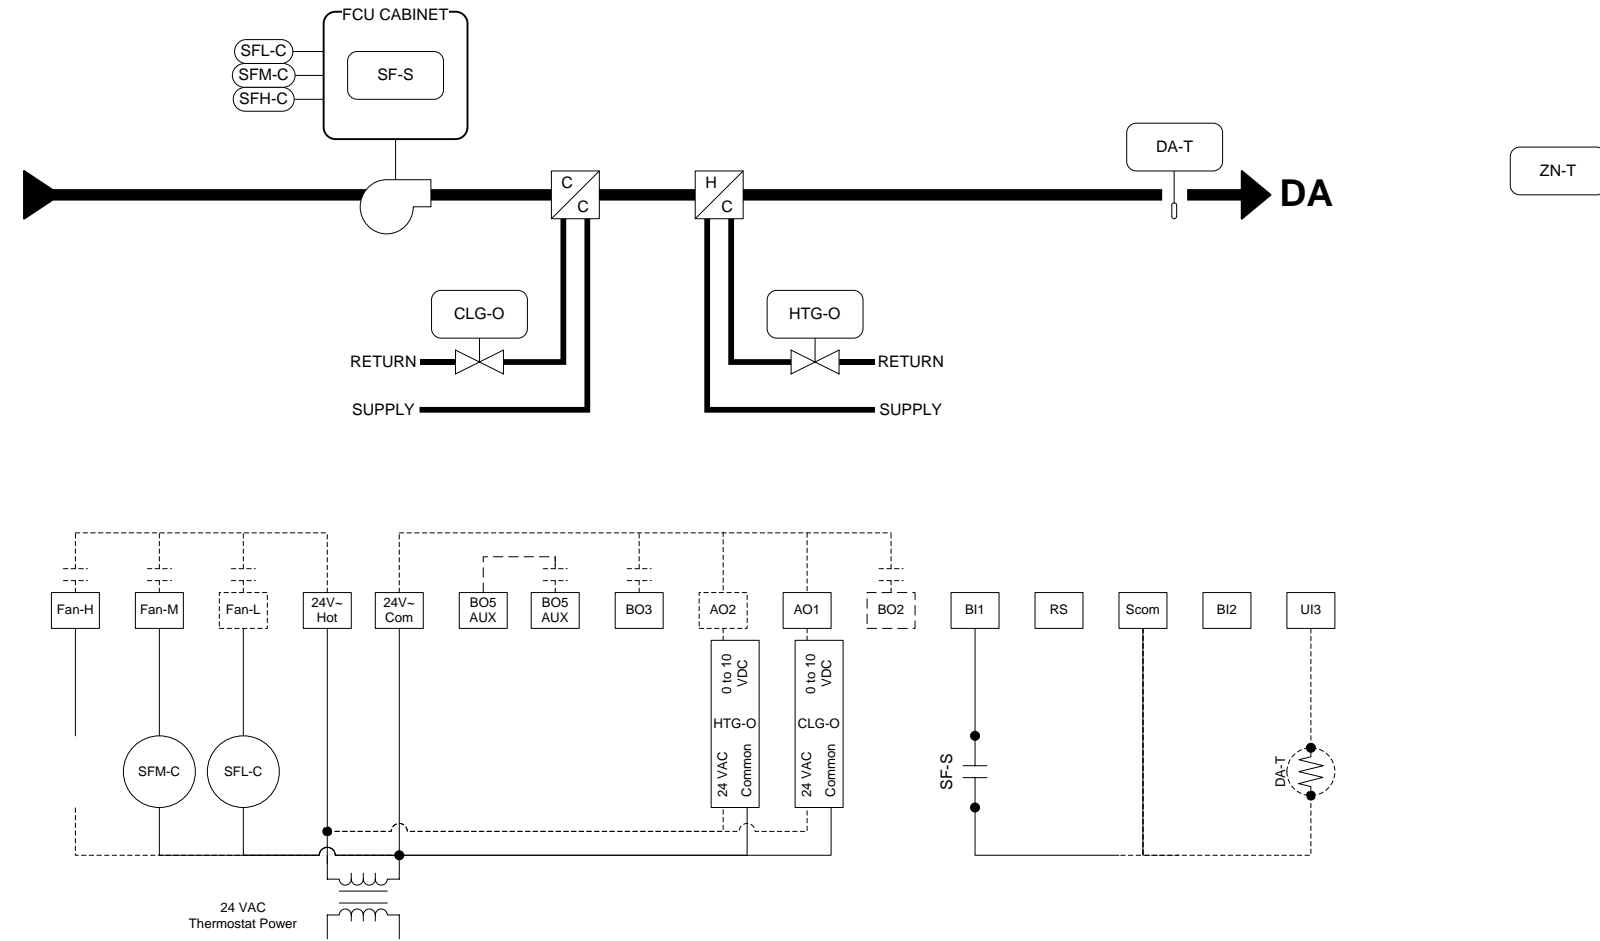 FCU CABINET
SFL-C
SFM-C
SFH-C
SF-S
DA-T
ZN-T
C
C
H
C
DA
CLG-O
HTG-O
RETURN
RETURN
SUPPLY
SUPPLY
Fan-H
Fan-M
Fan-L
24V~
Hot
24V~
Com
BO5
AUX
BO5
AUX
BO3
AO2
AO1
BO2
BI1
RS
Scom
BI2
UI3
0 to 10
VDC
HTG-O
24 VAC
Common
0 to 10
VDC
CLG-O
24 VAC
Common
SFM-C
SFL-C
SF-S
DA-T
24 VAC
Thermostat Power